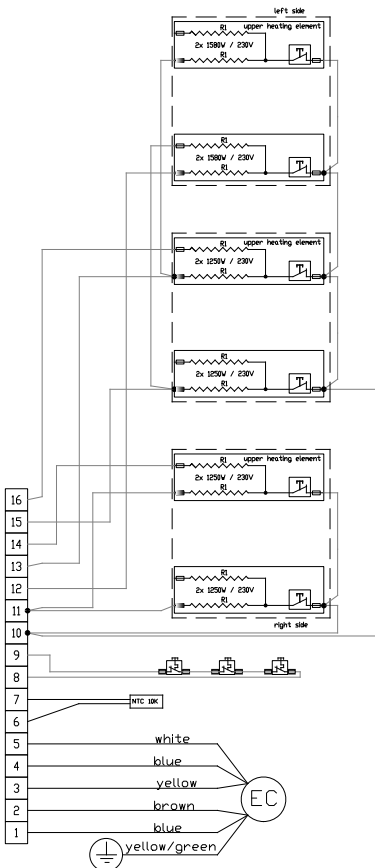 left side
upper heating element
R1
2x 1580W / 230V
R1
R1
2x 1580W / 230V
R1
upper heating element
R1
2x 1250W / 230V
R1
R1
2x 1250W / 230V
R1
upper heating element
R1
2x 1250W / 230V
R1
R1
2x 1250W / 230V
R1
right side
16
15
14
13
12
11
10
9
8
7
NTC 10K
6
5
white
4
blue
3
yellow
EC
2
brown
1
blue
yellow/green